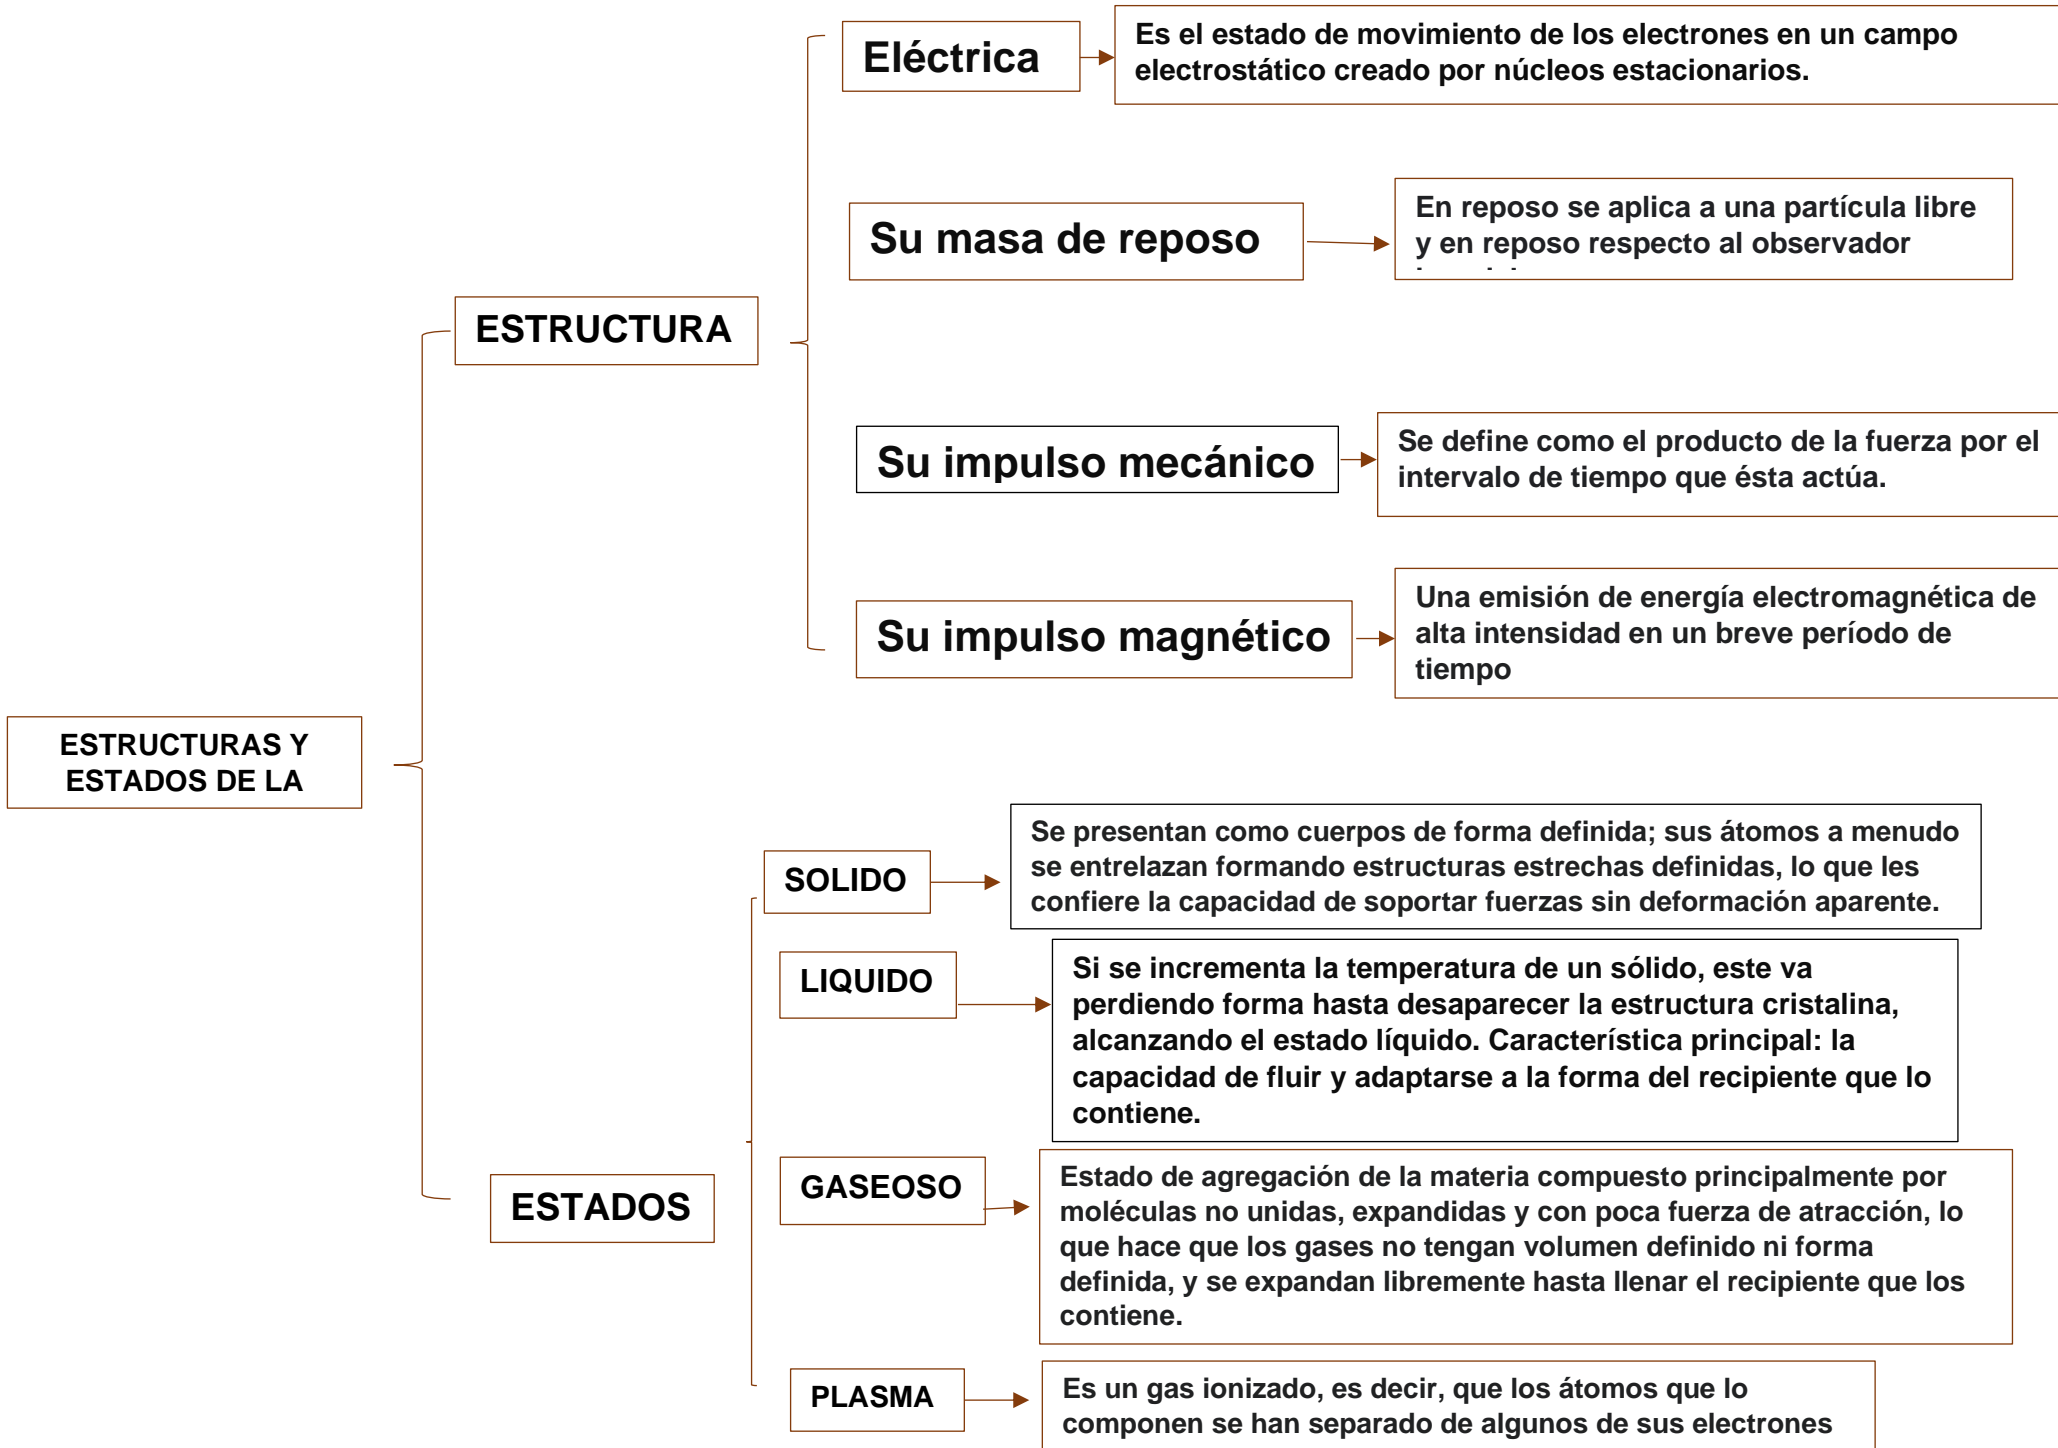 Eléctrica
Es el estado de movimiento de los electrones en un campo
electrostático creado por núcleos estacionarios.
Su masa de reposo
En reposo se aplica a una partícula libre
y en reposo respecto al observador
ESTRUCTURA
Su impulso mecánico
Se define como el producto de la fuerza por el
intervalo de tiempo que ésta actúa.
Su impulso magnético
Una emisión de energía electromagnética de
alta intensidad en un breve período de
tiempo
ESTRUCTURAS Y
ESTADOS DE LA
SOLIDO
Se presentan como cuerpos de forma definida; sus átomos a menudo
se entrelazan formando estructuras estrechas definidas, lo que les
confiere la capacidad de soportar fuerzas sin deformación aparente.
LIQUIDO
Si se incrementa la temperatura de un sólido, este va
perdiendo forma hasta desaparecer la estructura cristalina,
alcanzando el estado líquido. Característica principal: la
capacidad de fluir y adaptarse a la forma del recipiente que lo
contiene.
ESTADOS
GASEOSO
Estado de agregación de la materia compuesto principalmente por
moléculas no unidas, expandidas y con poca fuerza de atracción, lo
que hace que los gases no tengan volumen definido ni forma
definida, y se expandan libremente hasta llenar el recipiente que los
contiene.
PLASMA
Es un gas ionizado, es decir, que los átomos que lo
componen se han separado de algunos de sus electrones